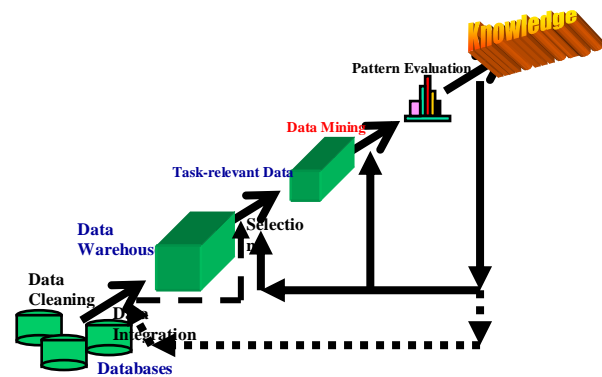 Knowledge
Pattern Evaluation
Data Mining
Task-relevant Data
Selectio
n
Data
Warehous
Data
Cleaning
Data
Integration
Databases